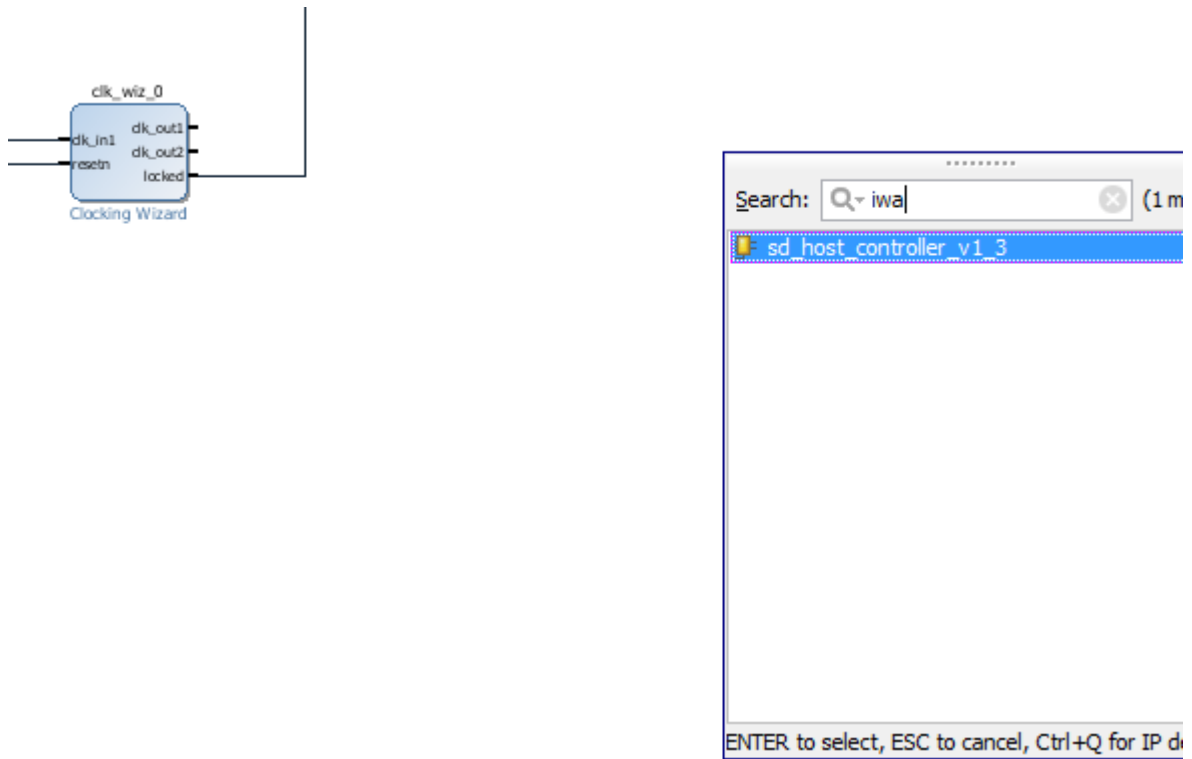 clk_wiz_0
clk_in1
resetn
clk_out1
clk_out2
locked
Clocking Wizard
Search: iwa (1 m
sd_host_controller_v1_3
ENTER to select, ESC to cancel, Ctrl+Q for IP de